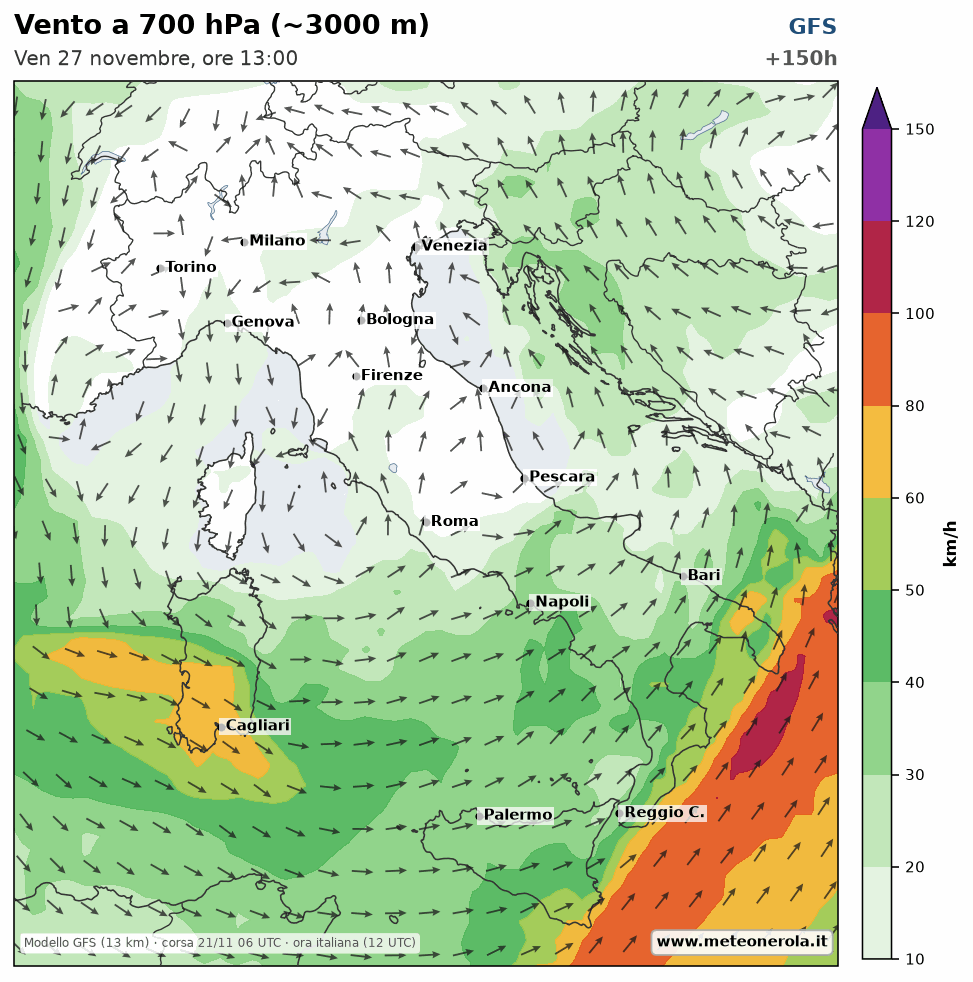 Vento a 700 hPa (~3000 m)
GFS
Ven 27 novembre, ore 13:00
+150h
Milano
Venezia
Torino
Genova
Bologna
Firenze
Ancona
Pescara
Roma
Bari
Napoli
Cagliari
Palermo
Reggio C.
150
120
100
80
60
50
40
30
20
10
km/h
Modello GFS (13 km) · corsa 21/11 06 UTC · ora italiana (12 UTC)
www.meteonerola.it